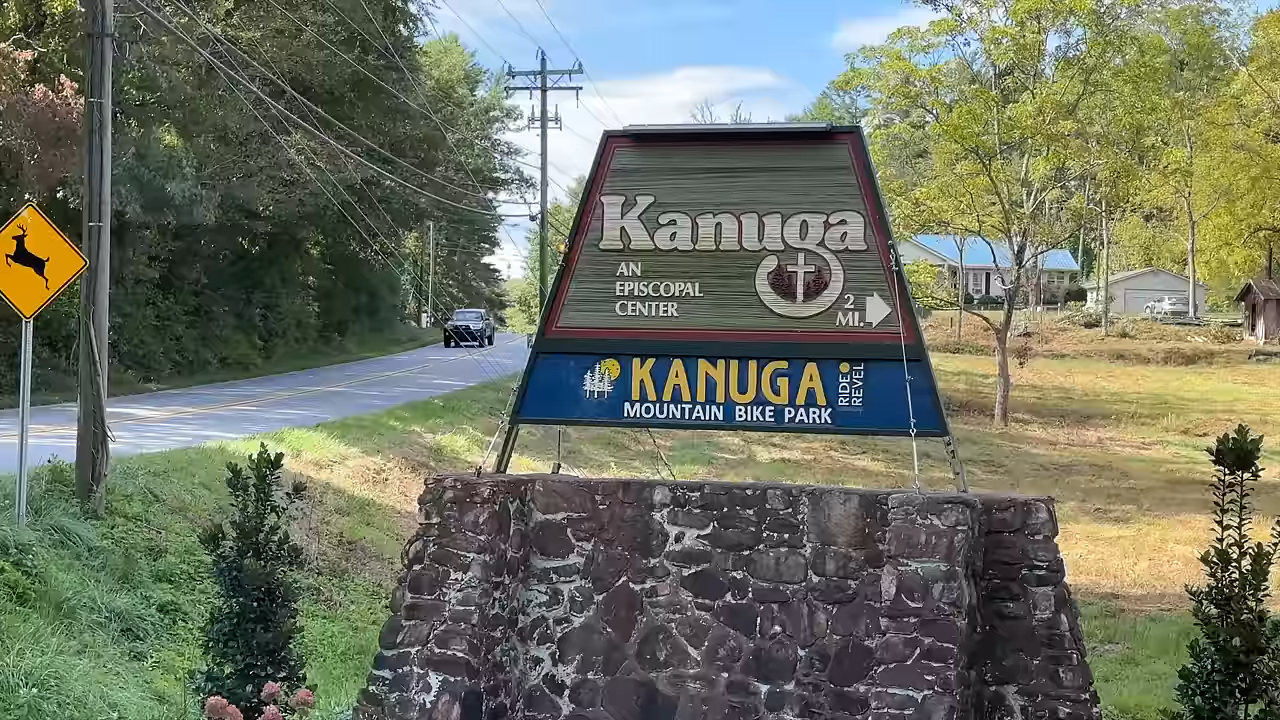 Kanuga
AN
EPISCOPAL
CENTER
2
MI.
KANUGA
MOUNTAIN BIKE PARK
RIDE
REVEL